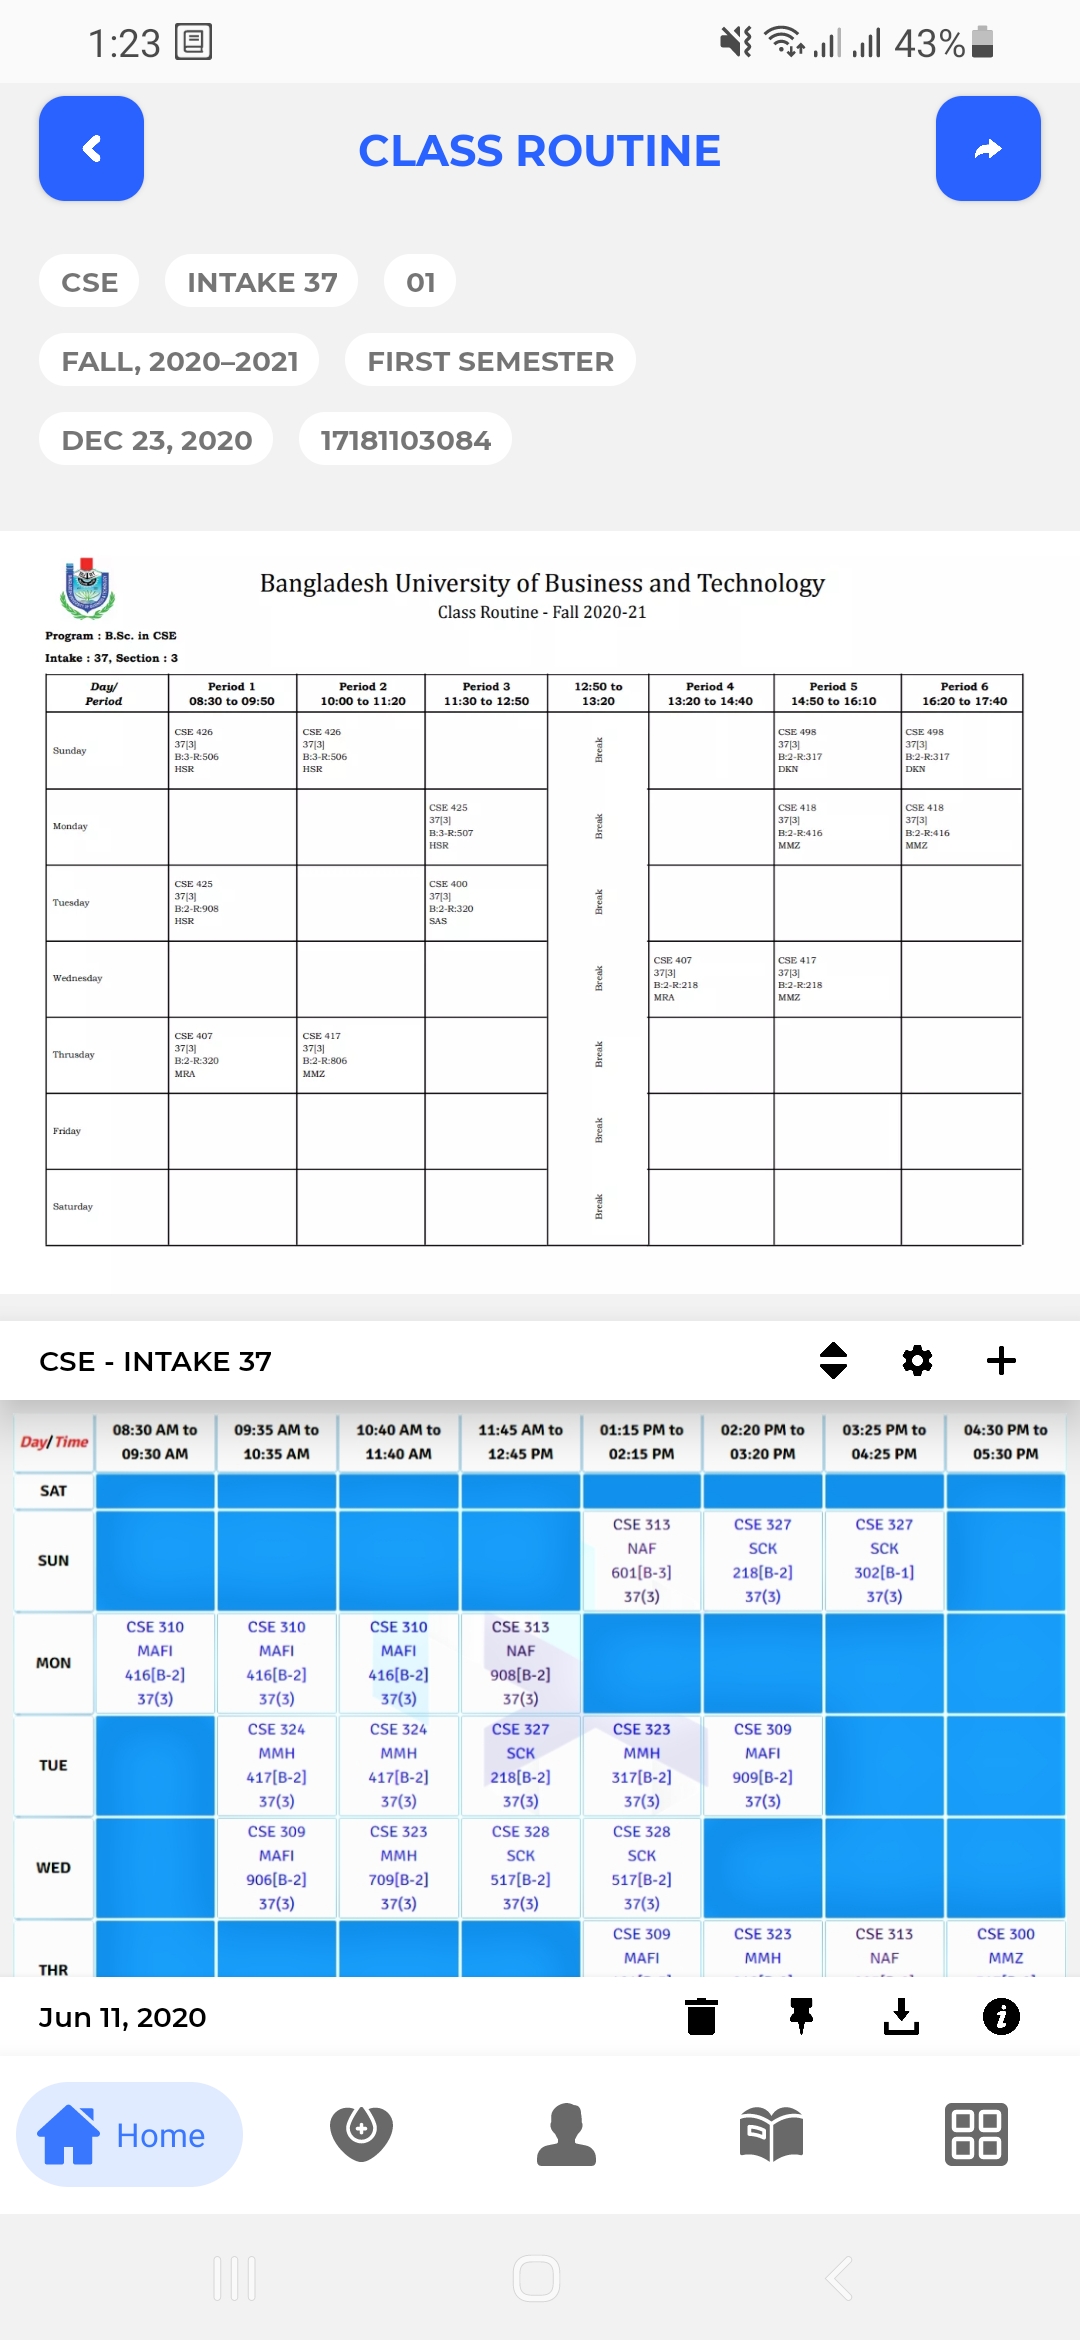 1:23 43%
CLASS ROUTINE
CSE INTAKE 37 01
FALL, 2020–2021 FIRST SEMESTER
DEC 23, 2020 17181103084
Bangladesh University of Business and Technology
Class Routine - Fall 2020-21
Program : B.Sc. in CSE
Intake : 37, Section : 3
Day/ Period 1 Period 2 Period 3 12:50 to Period 4 Period 5 Period 6
Period 08:30 to 09:50 10:00 to 11:20 11:30 to 12:50 13:20 13:20 to 14:40 14:50 to 16:10 16:20 to 17:40
CSE 426 CSE 426 CSE 498 CSE 498
37[3] 37[3] 37[3] 37[3]
Sunday Break
B:3-R:506 B:3-R:506 B:2-R:317 B:2-R:317
HSR HSR DKN DKN
CSE 425 CSE 418 CSE 418
37[3] 37[3] 37[3]
Monday Break
B:3-R:507 B:2-R:416 B:2-R:416
HSR MMZ MMZ
CSE 425 CSE 400
37[3] 37[3]
Tuesday Break
B:2-R:908 B:2-R:320
HSR SAS
CSE 407 CSE 417
37[3] 37[3]
Wednesday Break
B:2-R:218 B:2-R:218
MRA MMZ
CSE 407 CSE 417
37[3] 37[3]
Thrusday Break
B:2-R:320 B:2-R:806
MRA MMZ
Friday Break
Saturday Break
CSE - INTAKE 37
08:30 AM to 09:35 AM to 10:40 AM to 11:45 AM to 01:15 PM to 02:20 PM to 03:25 PM to 04:30 PM to
Day/Time
09:30 AM 10:35 AM 11:40 AM 12:45 PM 02:15 PM 03:20 PM 04:25 PM 05:30 PM
SAT
CSE 313 CSE 327 CSE 327
SUN NAF SCK SCK
601[B-3] 218[B-2] 302[B-1]
37(3) 37(3) 37(3)
CSE 310 CSE 310 CSE 310 CSE 313
MON MAFI MAFI MAFI NAF
416[B-2] 416[B-2] 416[B-2] 908[B-2]
37(3) 37(3) 37(3) 37(3)
CSE 324 CSE 324 CSE 327 CSE 323 CSE 309
TUE MMH MMH SCK MMH MAFI
417[B-2] 417[B-2] 218[B-2] 317[B-2] 909[B-2]
37(3) 37(3) 37(3) 37(3) 37(3)
CSE 309 CSE 323 CSE 328 CSE 328
WED MAFI MMH SCK SCK
906[B-2] 709[B-2] 517[B-2] 517[B-2]
37(3) 37(3) 37(3) 37(3)
CSE 309 CSE 323 CSE 313 CSE 300
THR MAFI MMH NAF MMZ
Jun 11, 2020
Home